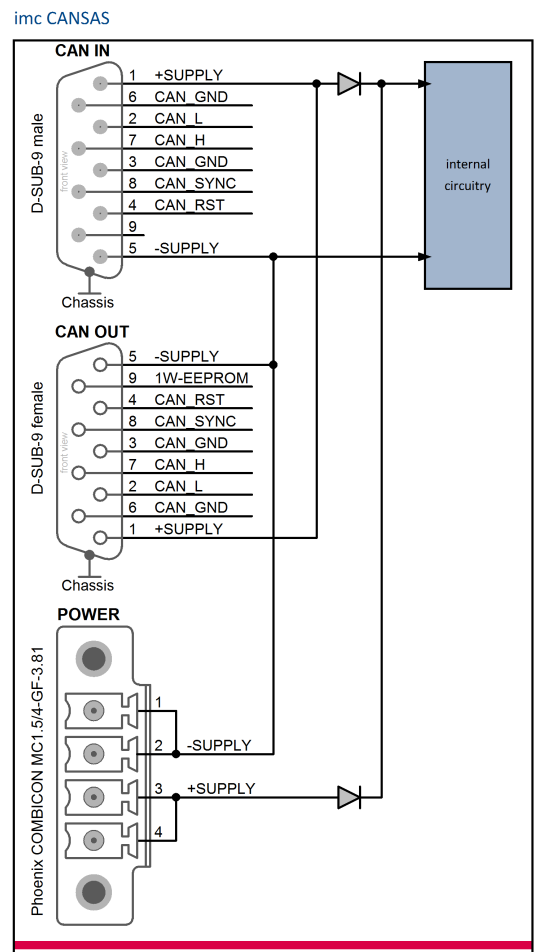 imc CANSAS
CAN IN
1 +SUPPLY
6 CAN_GND
2 CAN_L
7 CAN_H
3 CAN_GND
8 CAN_SYNC
4 CAN_RST
9
5 -SUPPLY
D-SUB-9 male
front view
Chassis
internal
circuitry
CAN OUT
5 -SUPPLY
9 1W-EEPROM
4 CAN_RST
8 CAN_SYNC
3 CAN_GND
7 CAN_H
2 CAN_L
6 CAN_GND
1 +SUPPLY
D-SUB-9 female
front view
Chassis
POWER
Phoenix COMBICON MC1.5/4-GF-3.81
1
2 -SUPPLY
3 +SUPPLY
4